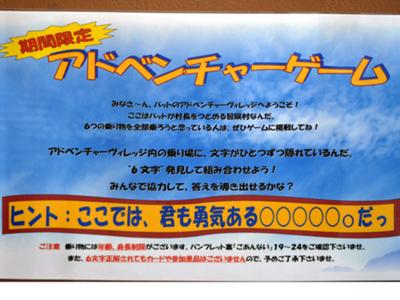 期間限定
アドベンチャーゲーム
みなさ～ん、バットのアドベンチャーヴィレッジへようこそ！
ここはバットが村長をつとめる冒険村なんだ。
6つの乗り物を全部乗ろうと思っている人は、ぜひゲームに挑戦してね！
アドベンチャーヴィレッジ内の乗り場に、文字がひとつずつ隠れているんだ。
"6文字"発見して組み合わせよう！
みんなで協力して、答えを導き出せるかな？
ヒント：ここでは、君も勇気ある○○○○○○だっ
ご注意 乗り物には年齢、身長制限がございます。パンフレット裏「ごあんない」19～24をご確認下さいませ。
また、6文字正解されてもカードや参加景品はございませんので、予めご了承下さいませ。